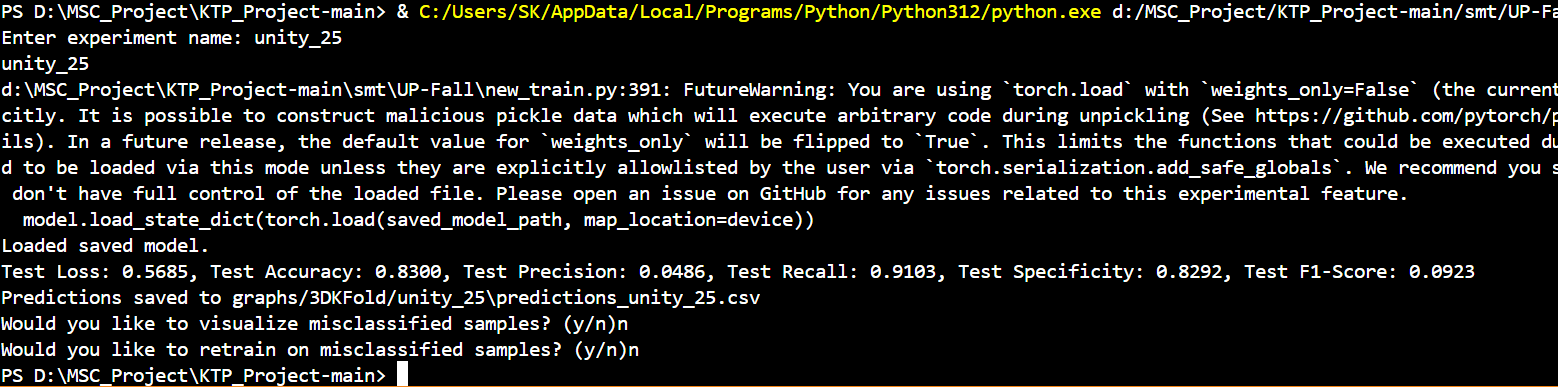 PS D:\MSC_Project\KTP_Project-main> & C:/Users/SK/AppData/Local/Programs/Python/Python312/python.exe d:/MSC_Project/KTP_Project-main/smt/UP-Fa
Enter experiment name: unity_25
unity_25
d:\MSC_Project\KTP_Project-main\smt\UP-Fall\new_train.py:391: FutureWarning: You are using `torch.load` with `weights_only=False` (the current
citly. It is possible to construct malicious pickle data which will execute arbitrary code during unpickling (See https://github.com/pytorch/p
ils). In a future release, the default value for `weights_only` will be flipped to `True`. This limits the functions that could be executed du
d to be loaded via this mode unless they are explicitly allowlisted by the user via `torch.serialization.add_safe_globals`. We recommend you s
 don't have full control of the loaded file. Please open an issue on GitHub for any issues related to this experimental feature.
  model.load_state_dict(torch.load(saved_model_path, map_location=device))
Loaded saved model.
Test Loss: 0.5685, Test Accuracy: 0.8300, Test Precision: 0.0486, Test Recall: 0.9103, Test Specificity: 0.8292, Test F1-Score: 0.0923
Predictions saved to graphs/3DKFold/unity_25\predictions_unity_25.csv
Would you like to visualize misclassified samples? (y/n)n
Would you like to retrain on misclassified samples? (y/n)n
PS D:\MSC_Project\KTP_Project-main>